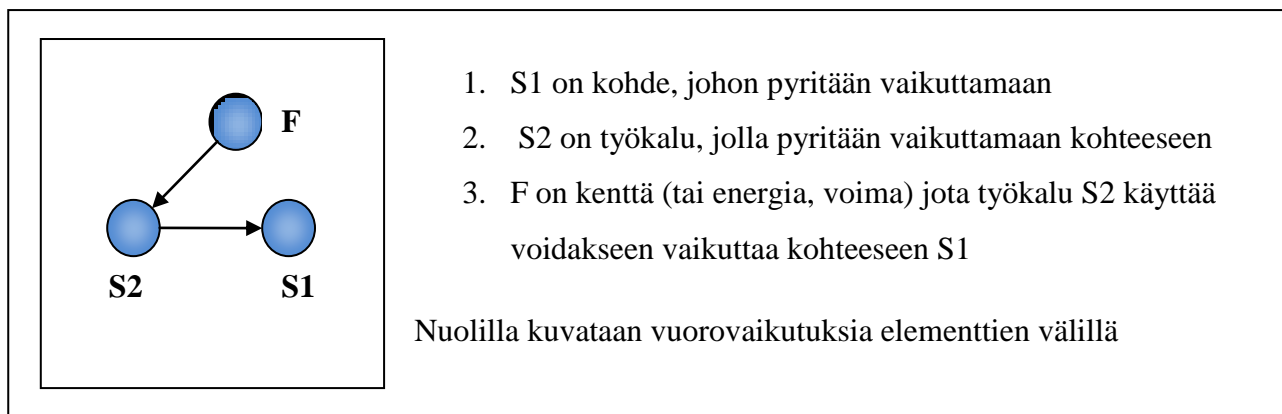 F
S2 S1
1. S1 on kohde, johon pyritään vaikuttamaan
2. S2 on työkalu, jolla pyritään vaikuttamaan kohteeseen
3. F on kenttä (tai energia, voima) jota työkalu S2 käyttää
voidakseen vaikuttaa kohteeseen S1
Nuolilla kuvataan vuorovaikutuksia elementtien välillä